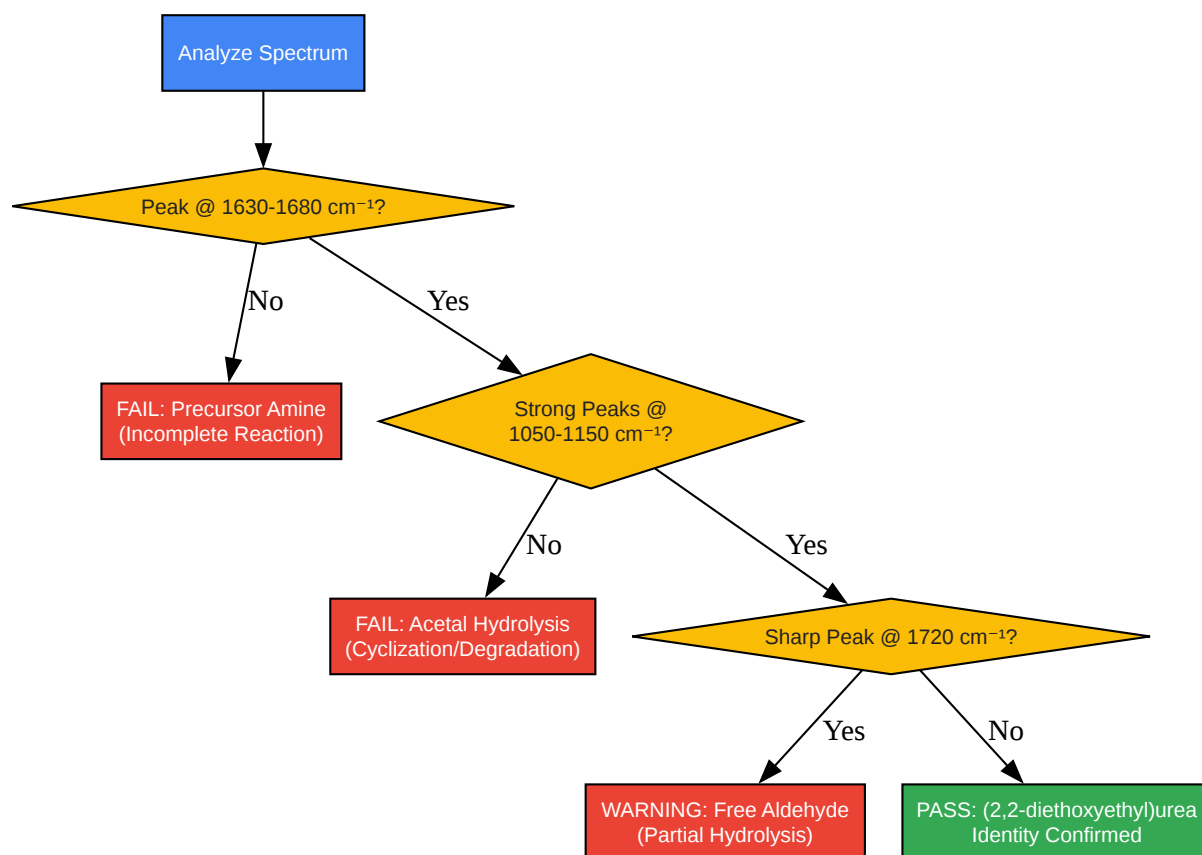 Analyze Spectrum
Peak @ 1630-1680 cm⁻¹?
No
Yes
FAIL: Precursor Amine
(Incomplete Reaction)
Strong Peaks @
1050-1150 cm⁻¹?
No
Yes
FAIL: Acetal Hydrolysis
(Cyclization/Degradation)
Sharp Peak @ 1720 cm⁻¹?
Yes
No
WARNING: Free Aldehyde
(Partial Hydrolysis)
PASS: (2,2-diethoxyethyl)urea
Identity Confirmed